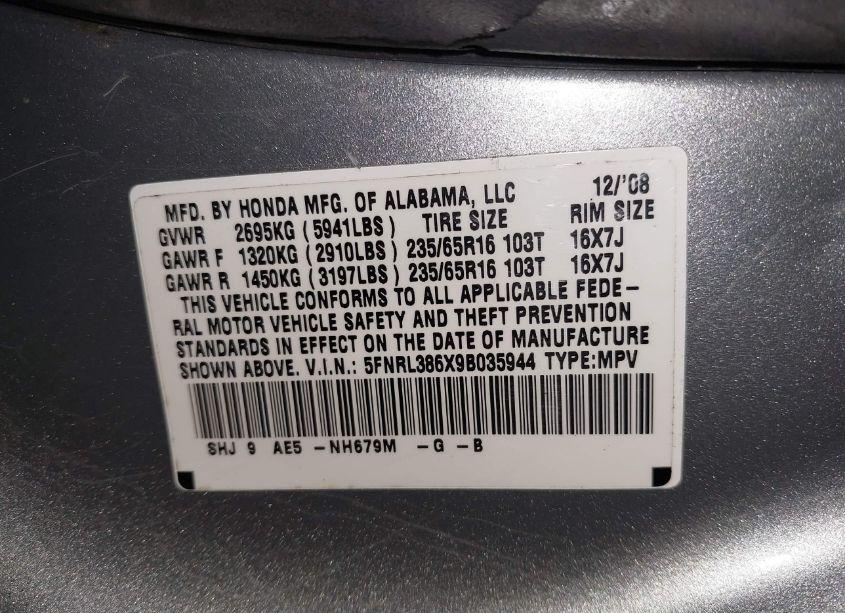 MFD. BY HONDA MFG. OF ALABAMA, LLC 12/'08
GVWR 2695KG (5941LBS) TIRE SIZE RIM SIZE
GAWR F 1320KG (2910LBS) 235/65R16 103T 16X7J
GAWR R 1450KG (3197LBS) 235/65R16 103T 16X7J
THIS VEHICLE CONFORMS TO ALL APPLICABLE FEDE-
RAL MOTOR VEHICLE SAFETY AND THEFT PREVENTION
STANDARDS IN EFFECT ON THE DATE OF MANUFACTURE
SHOWN ABOVE. V.I.N.: 5FNRL386X9B035944 TYPE:MPV
SHJ 9 AE5 -NH679M -G -B